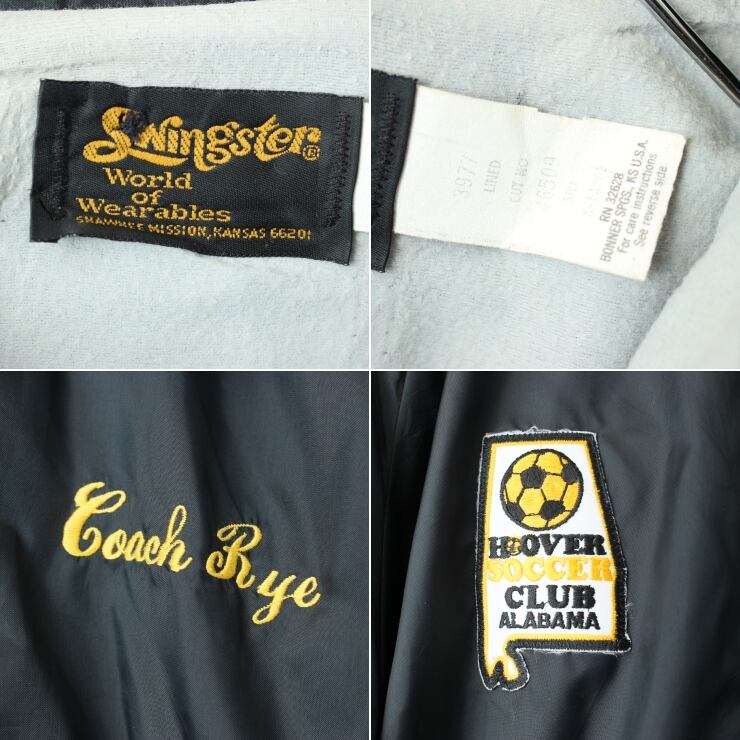 Swingster®
World
of
Wearables
SHAWNEE MISSION, KANSAS 66201
LINED
CUT NO
8509
RN 32628
BONNER SPGS, KS U.S.A.
For care instructions
See reverse side
Coach Rye
HOOVER
SOCCER
CLUB
ALABAMA